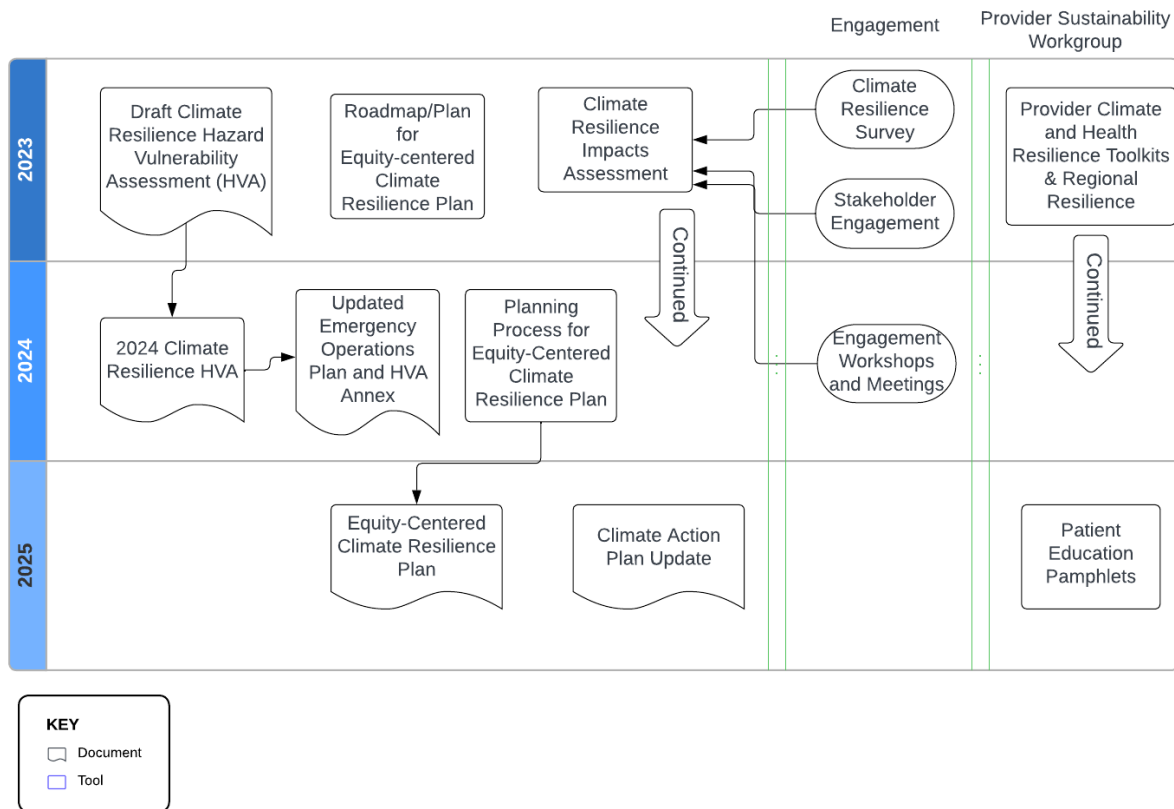 Engagement
Provider Sustainability
Workgroup
2023
Draft Climate
Resilience Hazard
Vulnerability
Assessment (HVA)
Roadmap/Plan
for
Equity-centered
Climate
Resilience Plan
Climate
Resilience
Impacts
Assessment
Climate
Resilience
Survey
Stakeholder
Engagement
Provider Climate
and Health
Resilience Toolkits
& Regional
Resilience
Continued
Continued
2024
2024 Climate
Resilience HVA
Updated
Emergency
Operations
Plan and HVA
Annex
Planning
Process for
Equity-Centered
Climate
Resilience Plan
Engagement
Workshops
and Meetings
2025
Equity-Centered
Climate Resilience
Plan
Climate Action
Plan Update
Patient
Education
Pamphlets
KEY
Document
Tool